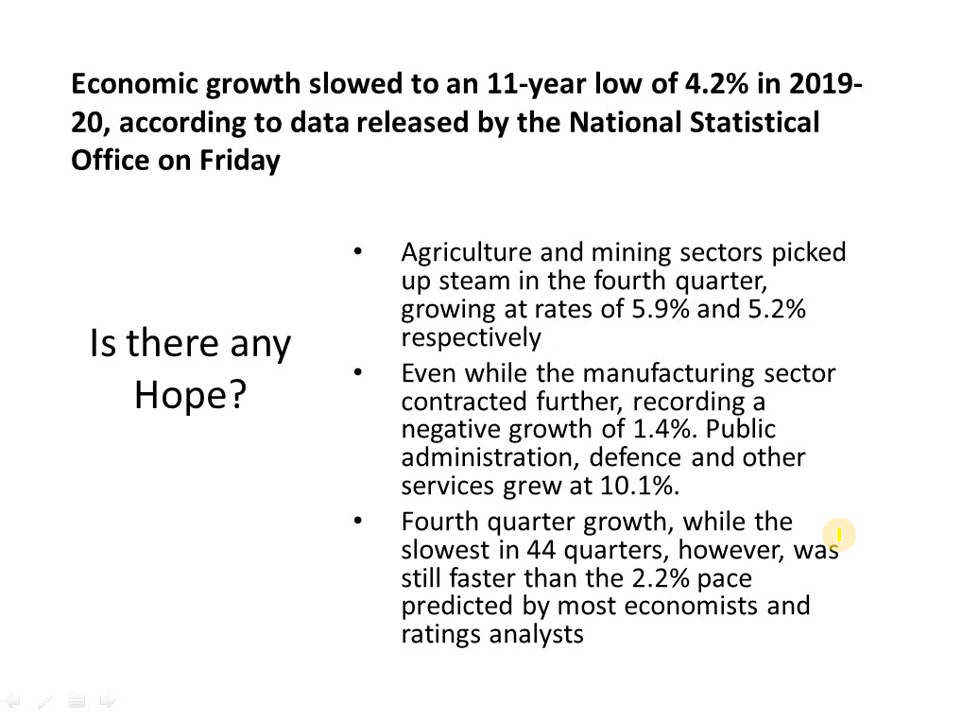 Economic growth slowed to an 11-year low of 4.2% in 2019-
20, according to data released by the National Statistical
Office on Friday
Is there any
Hope?
• Agriculture and mining sectors picked
up steam in the fourth quarter,
growing at rates of 5.9% and 5.2%
respectively
• Even while the manufacturing sector
contracted further, recording a
negative growth of 1.4%. Public
administration, defence and other
services grew at 10.1%.
• Fourth quarter growth, while the
slowest in 44 quarters, however, was
still faster than the 2.2% pace
predicted by most economists and
ratings analysts